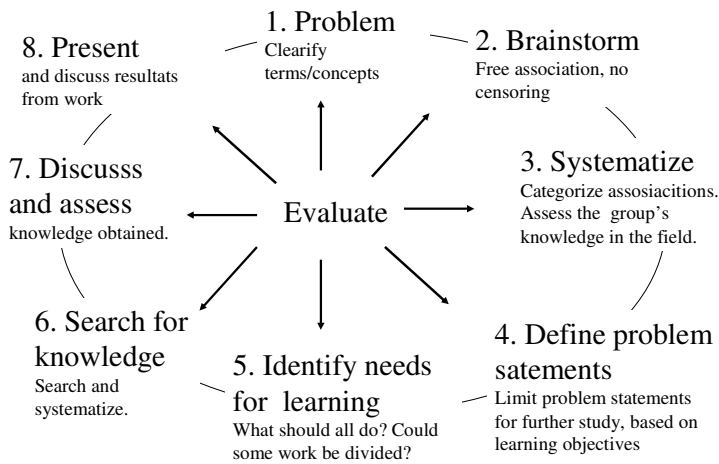 1. Problem
Clearify
terms/concepts
2. Brainstorm
Free association, no
censoring
3. Systematize
Categorize assosiacitions.
Assess the group's
knowledge in the field.
4. Define problem
satements
Limit problem statements
for further study, based on
learning objectives
5. Identify needs
for learning
What should all do? Could
some work be divided?
6. Search for
knowledge
Search and
systematize.
7. Discusss
and assess
knowledge obtained.
8. Present
and discuss resultats
from work
Evaluate